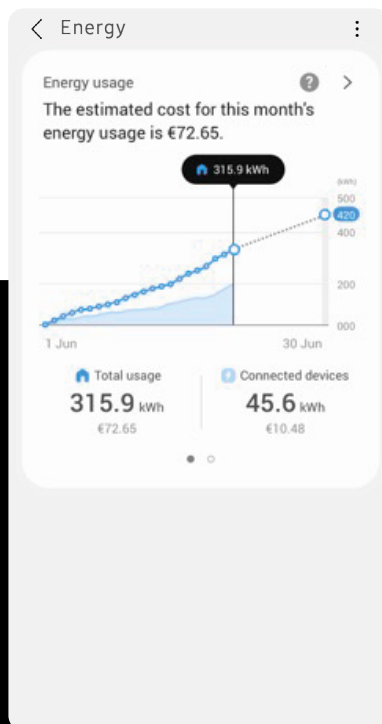 Energy
Energy usage ?
The estimated cost for this month's
energy usage is €72.65.
315.9 kWh
(kWh)
500
420
400
200
000
1 Jun 30 Jun
Total usage Connected devices
315.9 kWh 45.6 kWh
€72.65 €10.48